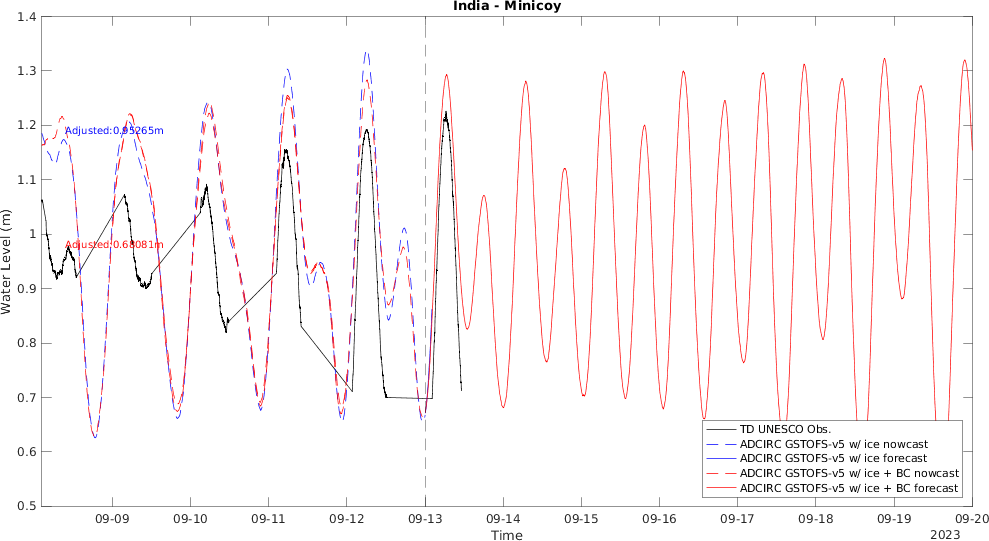 India - Minicoy
1.4
1.3
1.2
1.1
1
0.9
0.8
0.7
0.6
0.5
Water Level (m)
Adjusted:0.95265m
Adjusted:0.68081m
TD UNESCO Obs.
ADCIRC GSTOFS-v5 w/ ice nowcast
ADCIRC GSTOFS-v5 w/ ice forecast
ADCIRC GSTOFS-v5 w/ ice + BC nowcast
ADCIRC GSTOFS-v5 w/ ice + BC forecast
09-09 09-10 09-11 09-12 09-13 09-14 09-15 09-16 09-17 09-18 09-19 09-20
Time
2023